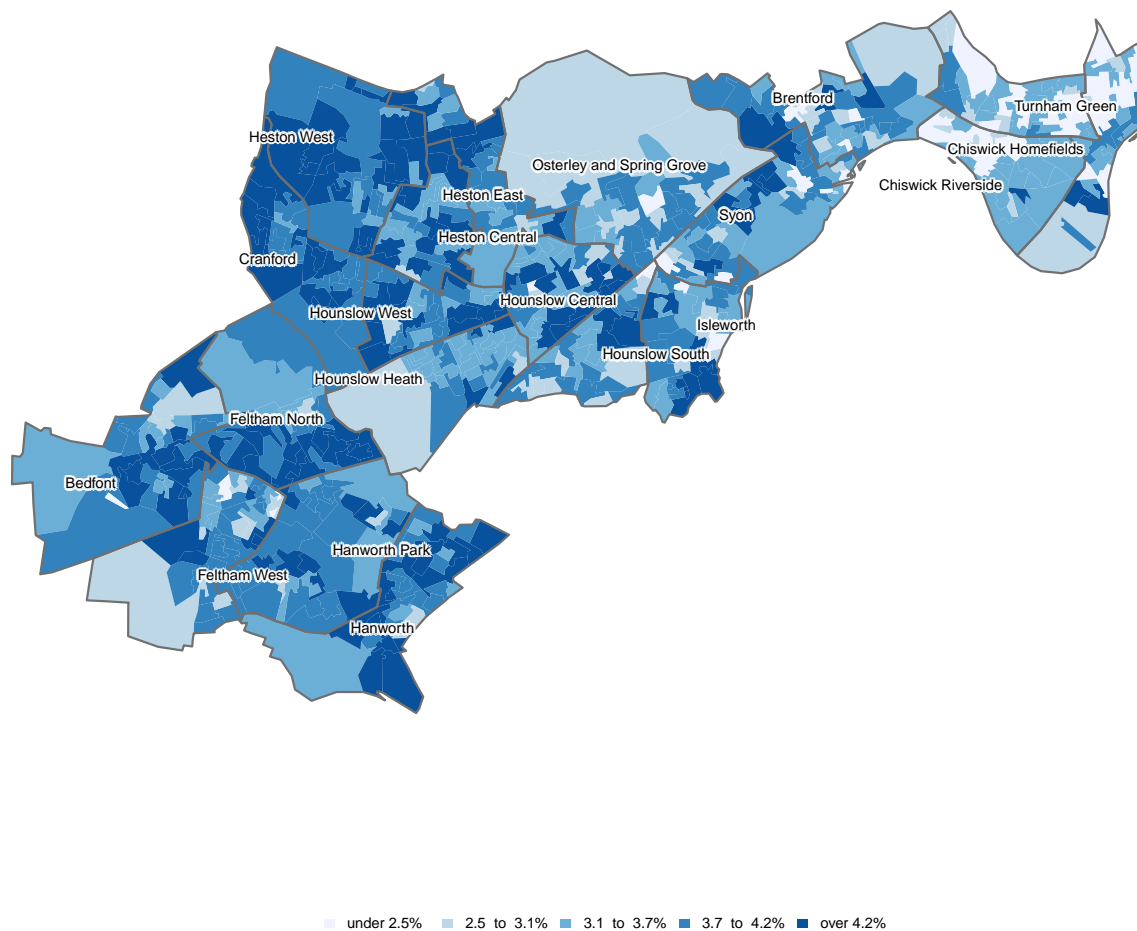 Brentford
Turnham Green
Heston West
Chiswick Homefields
Osterley and Spring Grove
Chiswick Riverside
Heston East
Syon
Heston Central
Cranford
Hounslow Central
Hounslow West
Isleworth
Hounslow South
Hounslow Heath
Feltham North
Bedfont
Hanworth Park
Feltham West
Hanworth
under 2.5% 2.5 to 3.1% 3.1 to 3.7% 3.7 to 4.2% over 4.2%